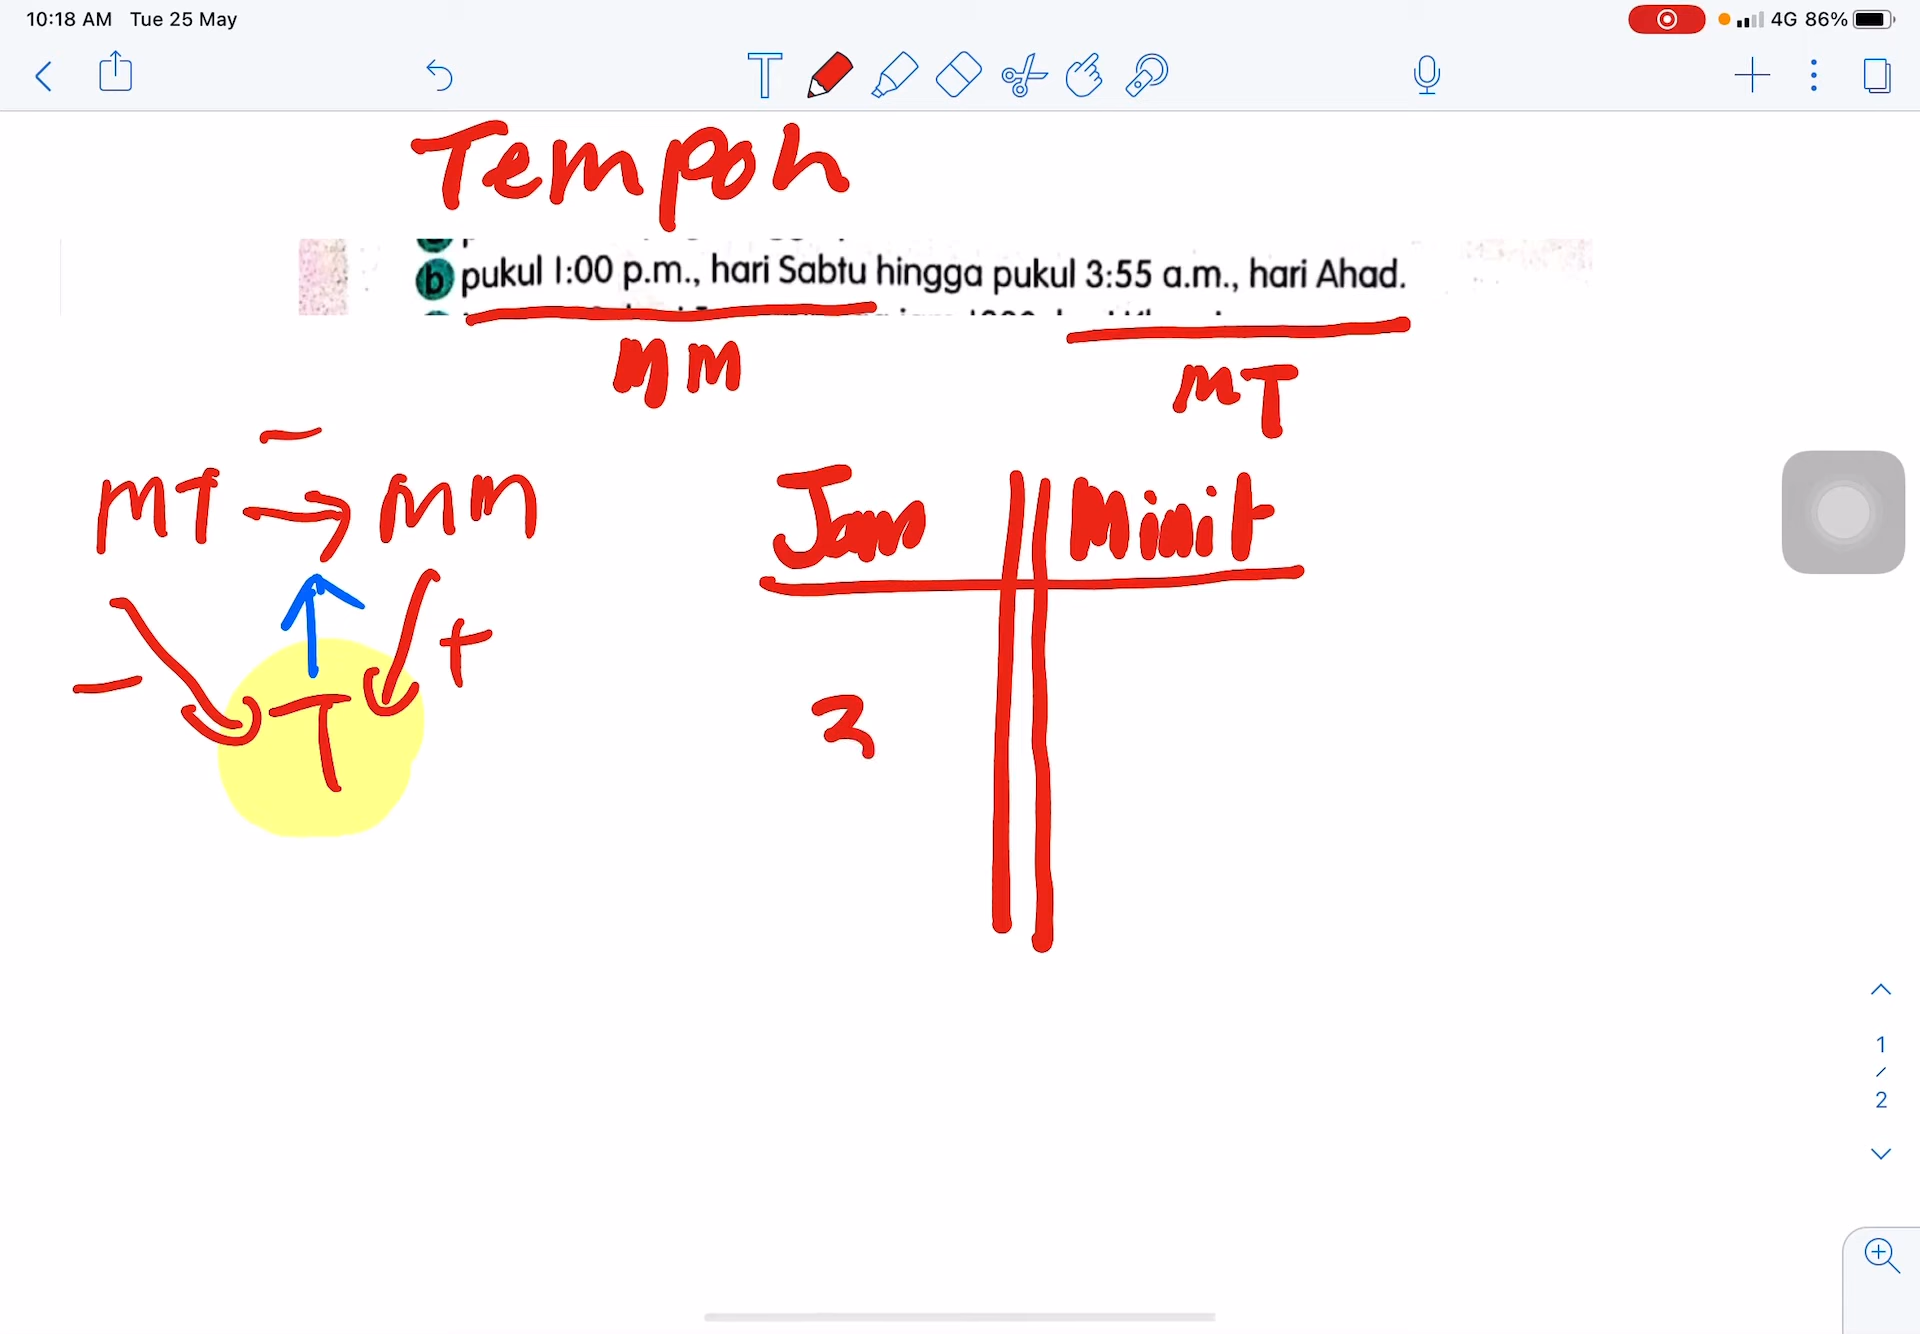 10:18 AM Tue 25 May
4G 86%
Tempoh
b pukul 1:00 p.m., hari Sabtu hingga pukul 3:55 a.m., hari Ahad.
MM
MT
–
MT → MM
Jam Minit
– +
T
3
1
/
2